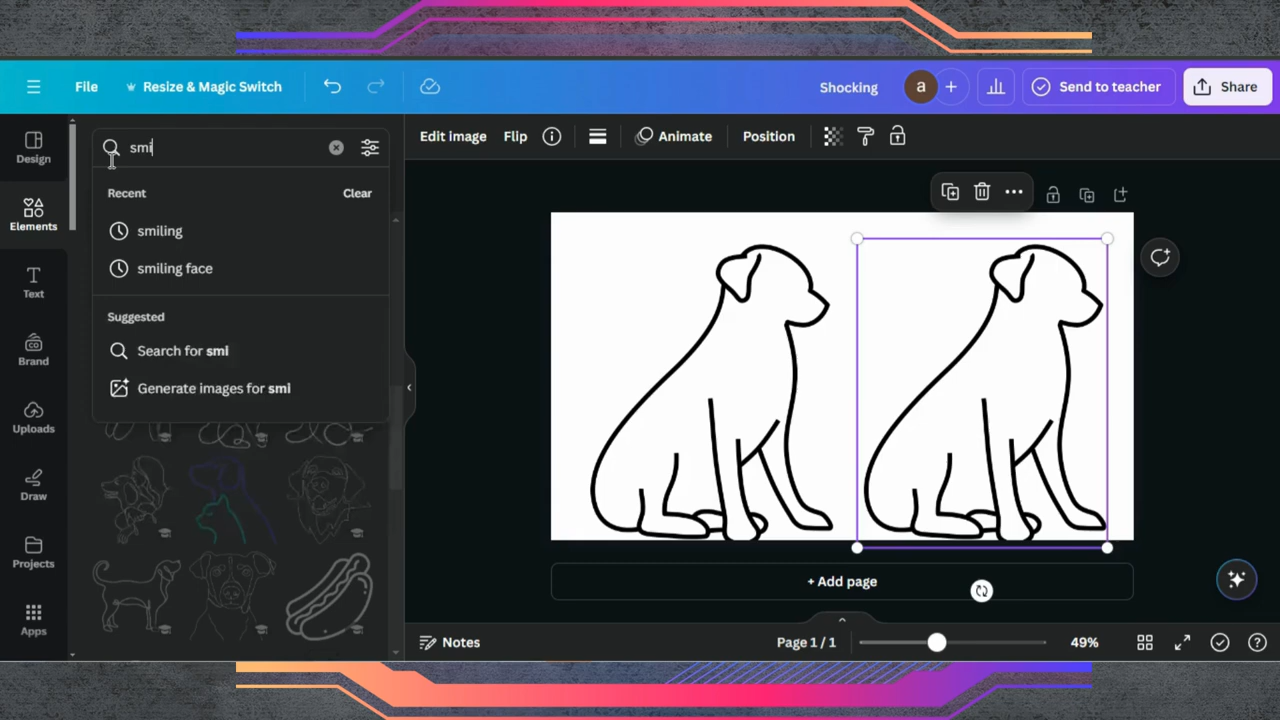 File
Resize & Magic Switch
Shocking
a
Send to teacher
Share
Design
Elements
Text
Brand
CO
Uploads
Draw
Projects
Apps
smi
Recent
Clear
smiling
smiling face
Suggested
Search for smi
Generate images for smi
Edit image
Flip
Animate
Position
+ Add page
Notes
Page 1 / 1
49%